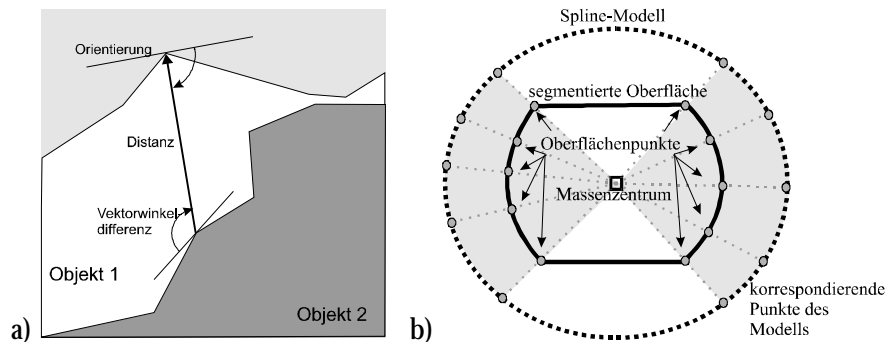 Orientierung
Distanz
Vektorwinkel-
differenz
Objekt 1
Objekt 2
a)
Spline-Modell
segmentierte Oberfläche
Oberflächenpunkte
Massenzentrum
korrespondierende
Punkte des
Modells
b)